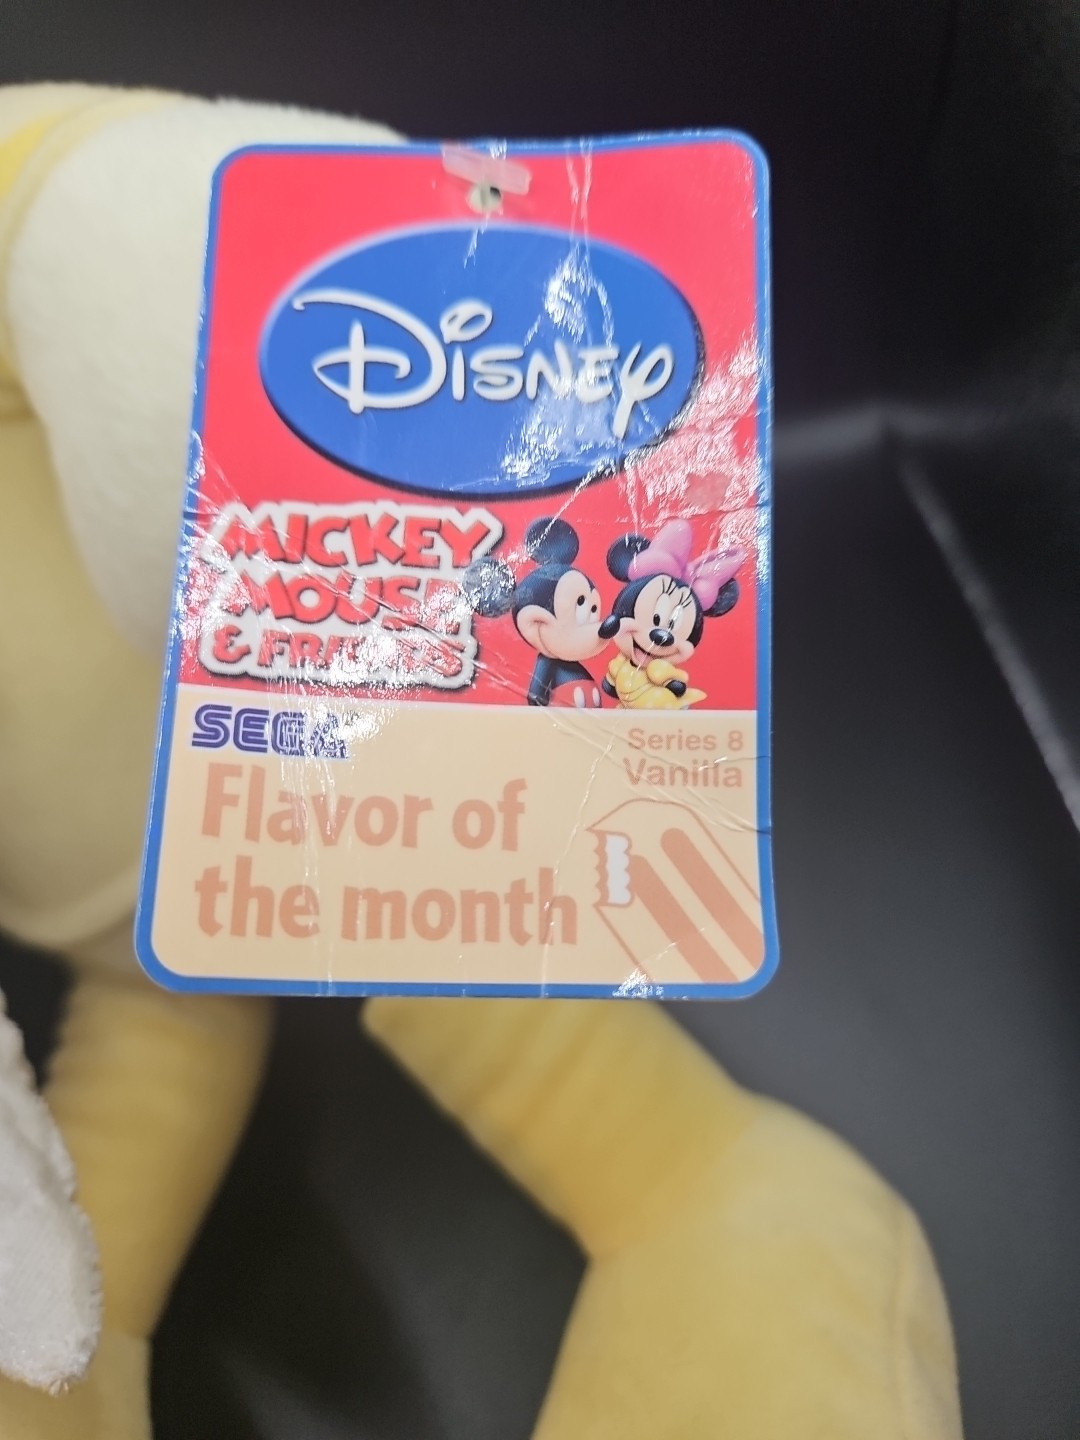 Disney
MICKEY
MOUSE
& FRIENDS
SEGA
Series 8
Vanilla
Flavor of
the month